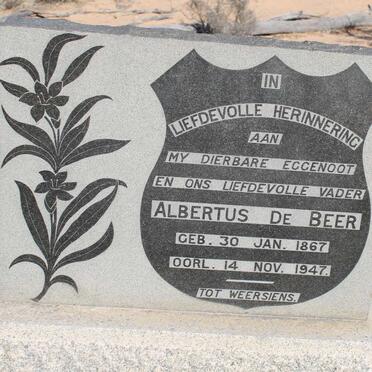 IN
LIEFDEVOLLE HERINNERING
AAN
MY DIERBARE EGGENOOT
EN ONS LIEFDEVOLLE VADER
ALBERTUS DE BEER
GEB. 30 JAN. 1867
OORL. 14 NOV. 1947.
TOT WEERSIENS.